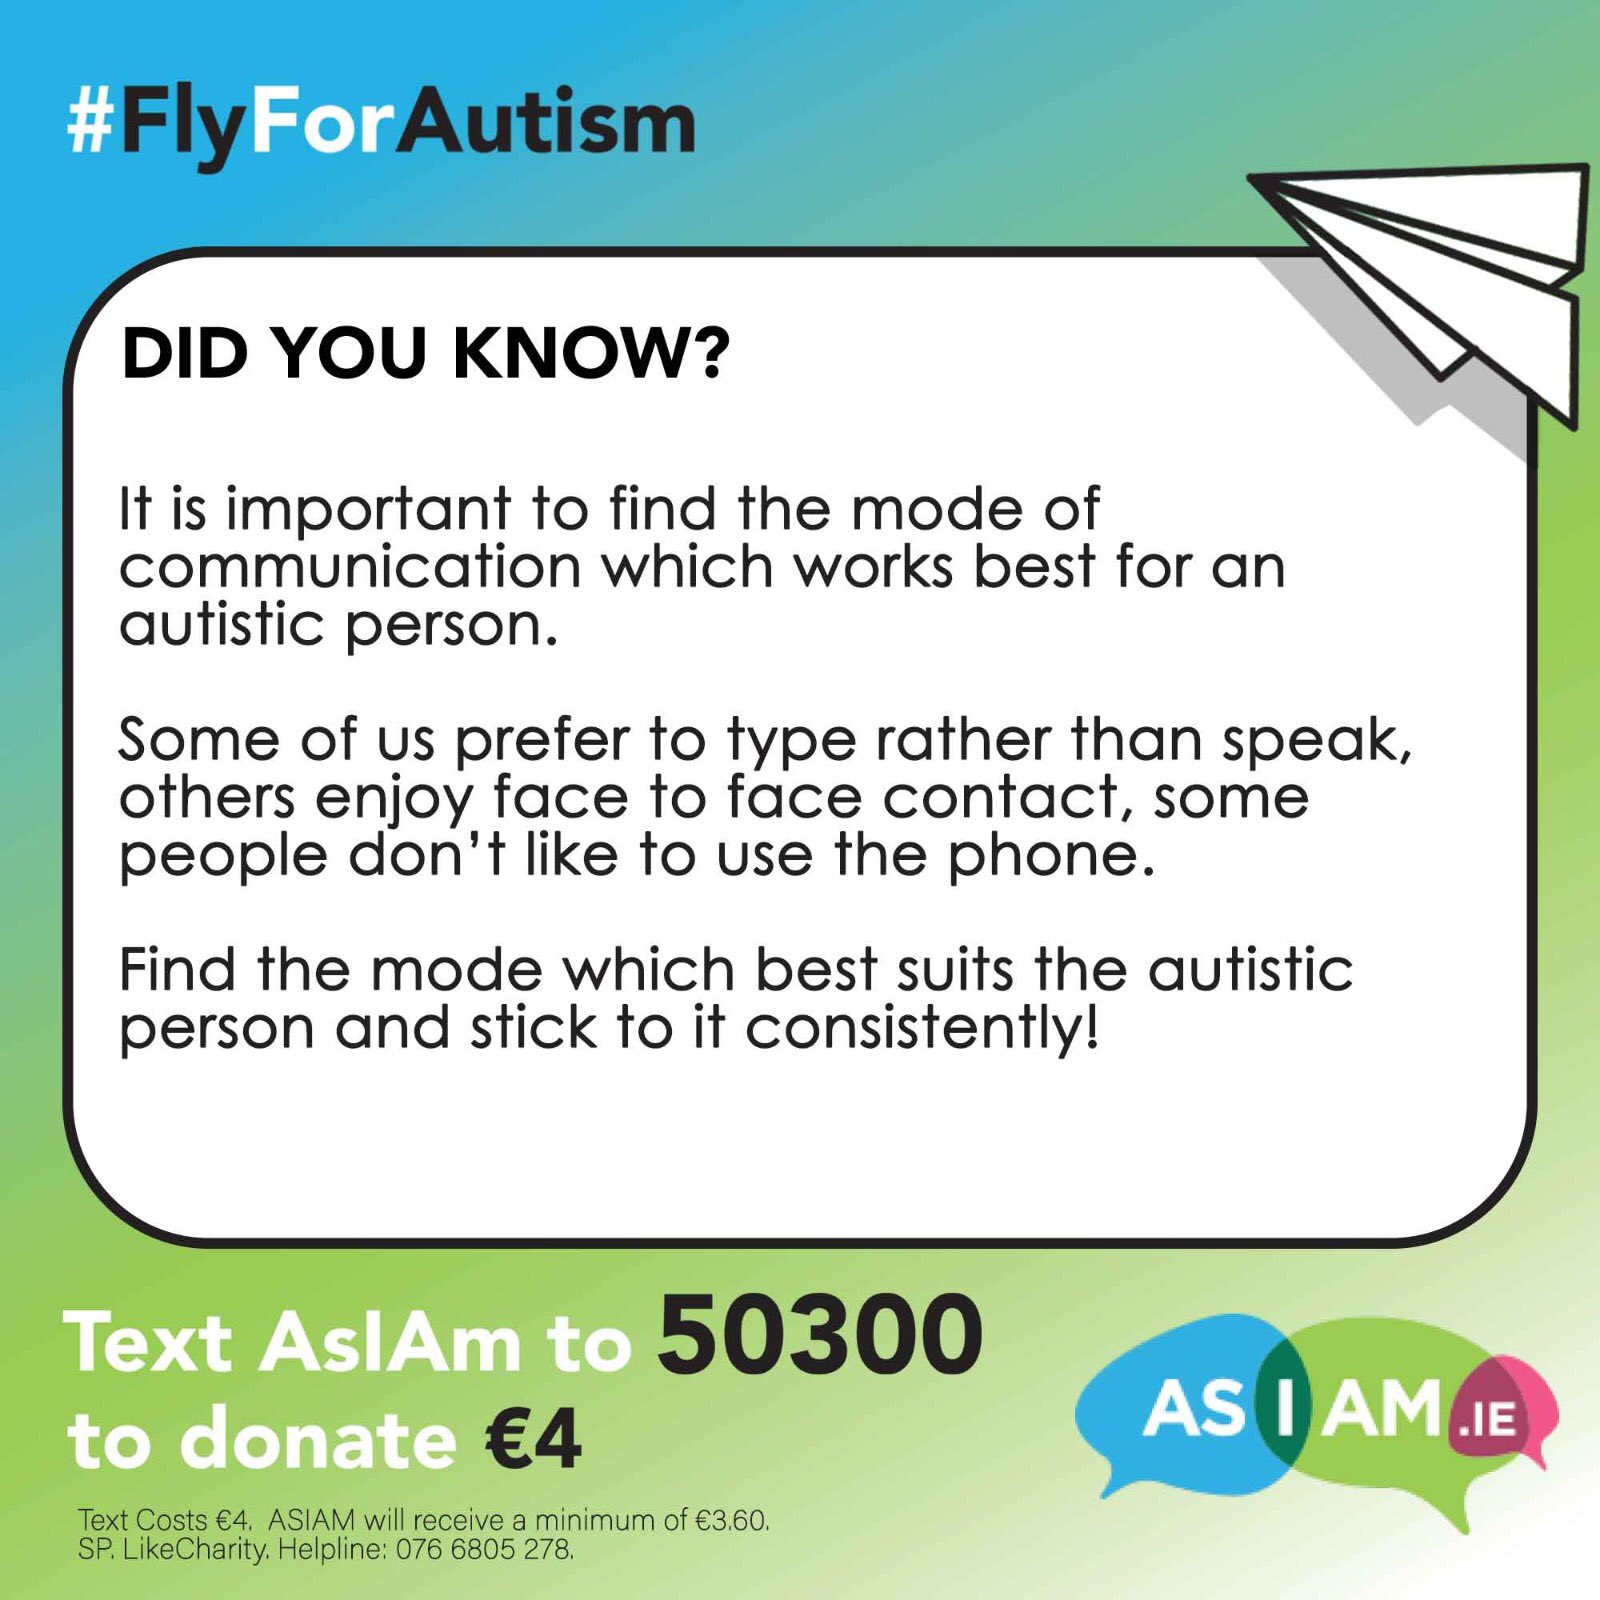 #FlyForAutism
DID YOU KNOW?
It is important to find the mode of
communication which works best for an
autistic person.
Some of us prefer to type rather than speak,
others enjoy face to face contact, some
people don’t like to use the phone.
Find the mode which best suits the autistic
person and stick to it consistently!
Text AsIAm to 50300
to donate €4
Text Costs €4. ASIAM will receive a minimum of €3.60.
SP. LikeCharity. Helpline: 076 6805 278.
AS I AM .IE